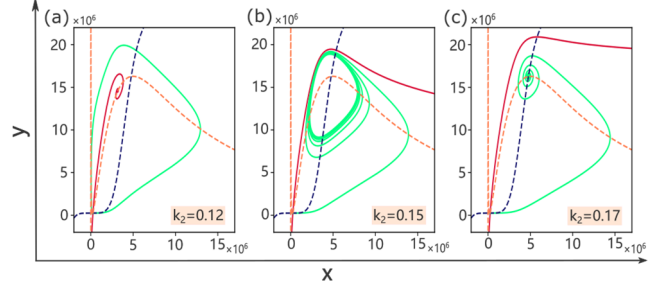 (a) (b) (c)
×10⁶ ×10⁶ ×10⁶
20 20 20
15 15 15
y 10 10 10
5 5 5
0 0 0
k₂=0.12 k₂=0.15 k₂=0.17
0 5 10 15 0 5 10 15 0 5 10 15
×10⁶ ×10⁶ ×10⁶
x